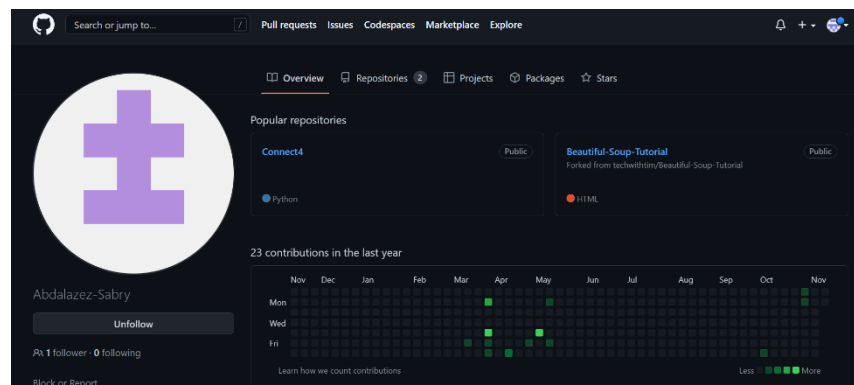 Search or jump to... / Pull requests Issues Codespaces Marketplace Explore
Overview Repositories 2 Projects Packages Stars
Popular repositories
Connect4 Public
Python
Beautiful-Soup-Tutorial Public
Forked from techwithtim/Beautiful-Soup-Tutorial
HTML
23 contributions in the last year
Nov Dec Jan Feb Mar Apr May Jun Jul Aug Sep Oct Nov
Mon
Wed
Fri
Learn how we count contributions Less More
Abdalazez-Sabry
Unfollow
1 follower · 0 following
Block or Report